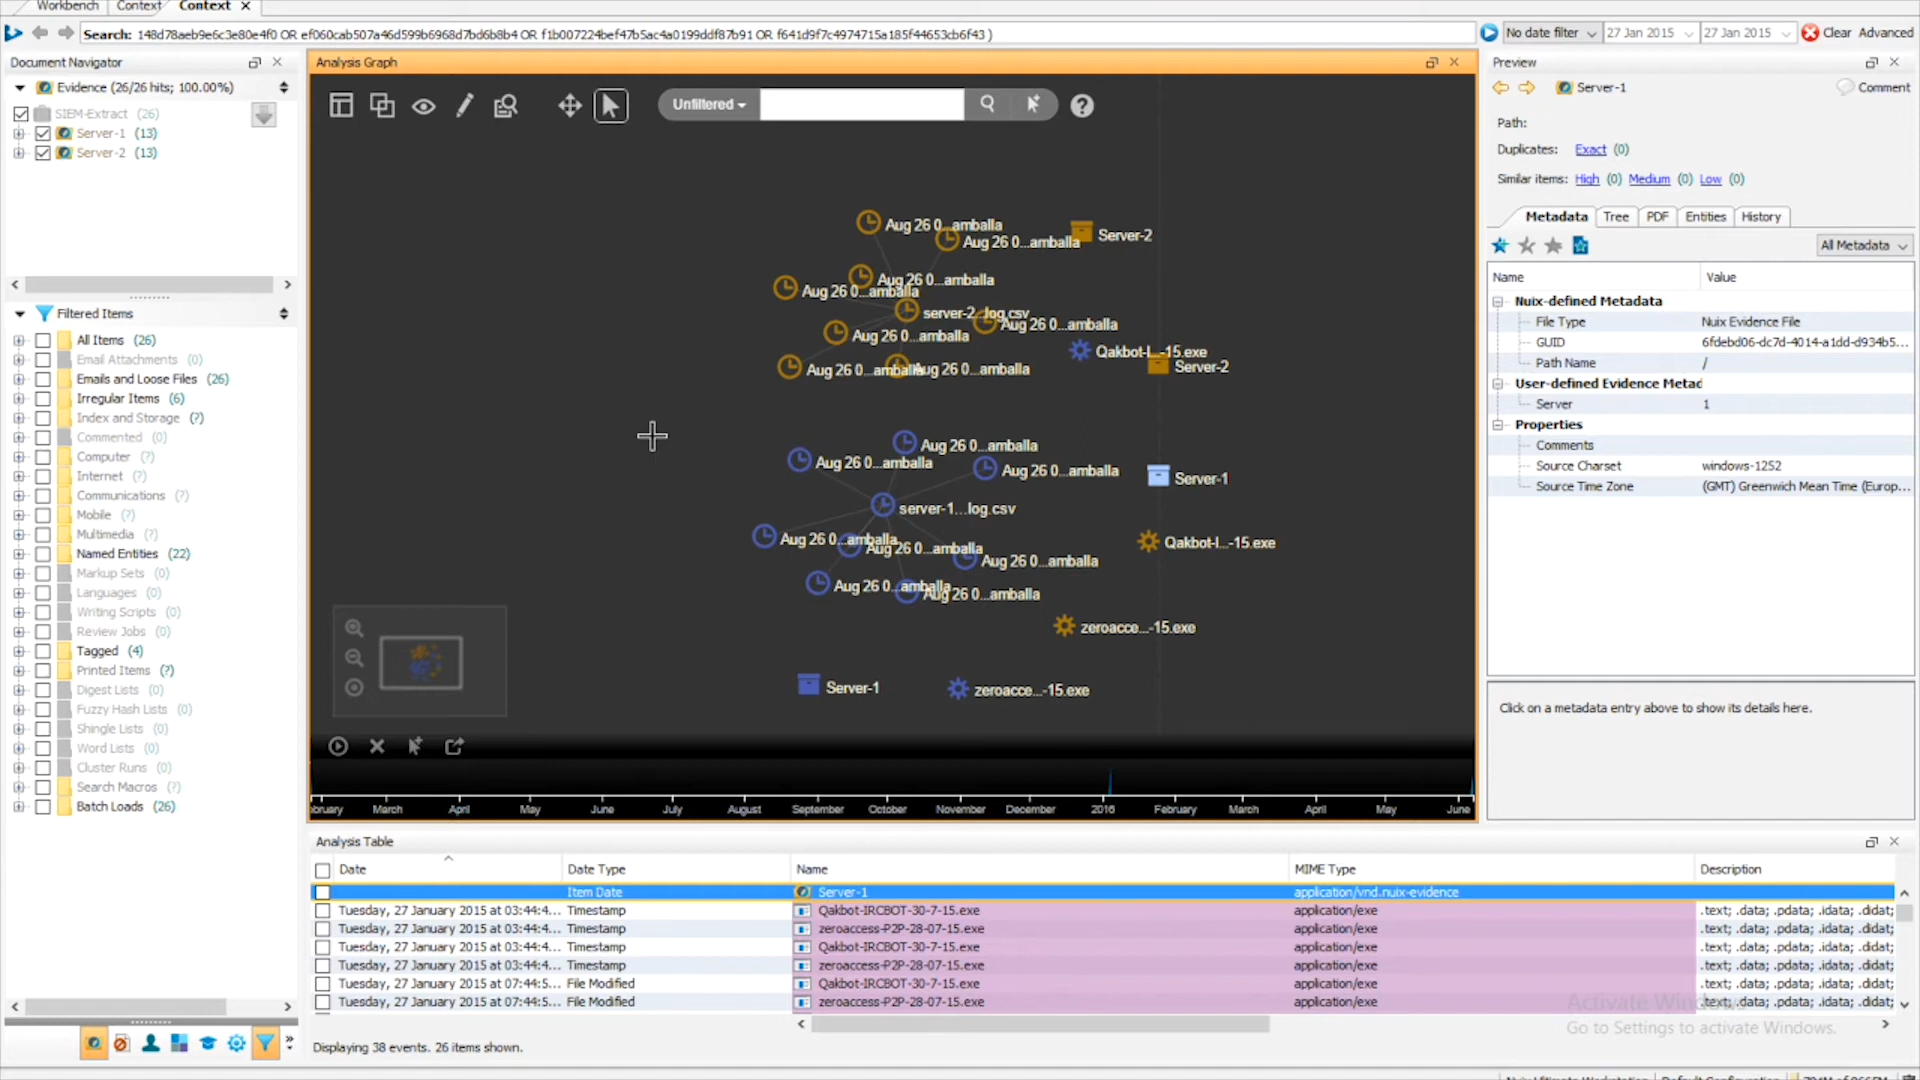 Workbench Context Context
Search: 148d78aeb9e6c3e80e4f0 OR ef060cab507a46d599b6968d7bd6b8b4 OR f1b007224bef47b5ac4a0199ddf87b91 OR f641d9f7c4974715a185f44653cb6f43 )
No date filter 27 Jan 2015 27 Jan 2015 Clear Advanced
Document Navigator
Evidence (26/26 hits; 100.00%)
SIEM-Extract (26)
Server-1 (13)
Server-2 (13)
Filtered Items
All Items (26)
Email Attachments (0)
Emails and Loose Files (26)
Irregular Items (6)
Index and Storage (?)
Commented (0)
Computer (?)
Internet (?)
Communications (?)
Mobile (?)
Multimedia (?)
Named Entities (22)
Markup Sets (0)
Languages (0)
Writing Scripts (0)
Review Jobs (0)
Tagged (4)
Printed Items (?)
Digest Lists (0)
Fuzzy Hash Lists (0)
Shingle Lists (0)
Word Lists (0)
Cluster Runs (0)
Search Macros (?)
Batch Loads (26)
Analysis Graph
Unfiltered
Aug 26 0...amballa
Aug 26 0...amballa
Server-2
Aug 26 0...amballa
Aug 26 0...amballa
server-2...log.csv
Aug 26 0...amballa
Aug 26 0...amballa
Qakbot-I...-15.exe
Server-2
Aug 26 0...amballa
Aug 26 0...amballa
Aug 26 0...amballa
Aug 26 0...amballa
Aug 26 0...amballa
Server-1
server-1...log.csv
Aug 26 0...amballa
Aug 26 0...amballa
Qakbot-I...-15.exe
Aug 26 0...amballa
Aug 26 0...amballa
Aug 26 0...amballa
zeroacce...-15.exe
Server-1
zeroacce...-15.exe
bruary March April May June July August September October November December 2016 February March April May June
Analysis Table
Date Date Type Name MIME Type Description
Item Date Server-1 application/vnd.nuix-evidence
Tuesday, 27 January 2015 at 03:44:4... Timestamp Qakbot-IRCBOT-30-7-15.exe application/exe .text; .data; .pdata; .idata; .didat;
Tuesday, 27 January 2015 at 03:44:4... Timestamp zeroaccess-P2P-28-07-15.exe application/exe .text; .data; .pdata; .idata; .didat;
Tuesday, 27 January 2015 at 03:44:4... Timestamp Qakbot-IRCBOT-30-7-15.exe application/exe .text; .data; .pdata; .idata; .didat;
Tuesday, 27 January 2015 at 03:44:4... Timestamp zeroaccess-P2P-28-07-15.exe application/exe .text; .data; .pdata; .idata; .didat;
Tuesday, 27 January 2015 at 07:44:5... File Modified Qakbot-IRCBOT-30-7-15.exe application/exe .text; .data; .pdata; .idata; .didat;
Tuesday, 27 January 2015 at 07:44:5... File Modified zeroaccess-P2P-28-07-15.exe application/exe .text; .data; .pdata; .idata; .didat;
Displaying 38 events. 26 items shown.
Preview
Server-1 Comment
Path:
Duplicates: Exact (0)
Similar items: High (0) Medium (0) Low (0)
Metadata Tree PDF Entities History
All Metadata
Name Value
Nuix-defined Metadata
File Type Nuix Evidence File
GUID 6fdebd06-dc7d-4014-a1dd-d934b5...
Path Name /
User-defined Evidence Metad
Server 1
Properties
Comments
Source Charset windows-1252
Source Time Zone (GMT) Greenwich Mean Time (Europ...
Click on a metadata entry above to show its details here.
Activate Windows
Go to Settings to activate Windows.